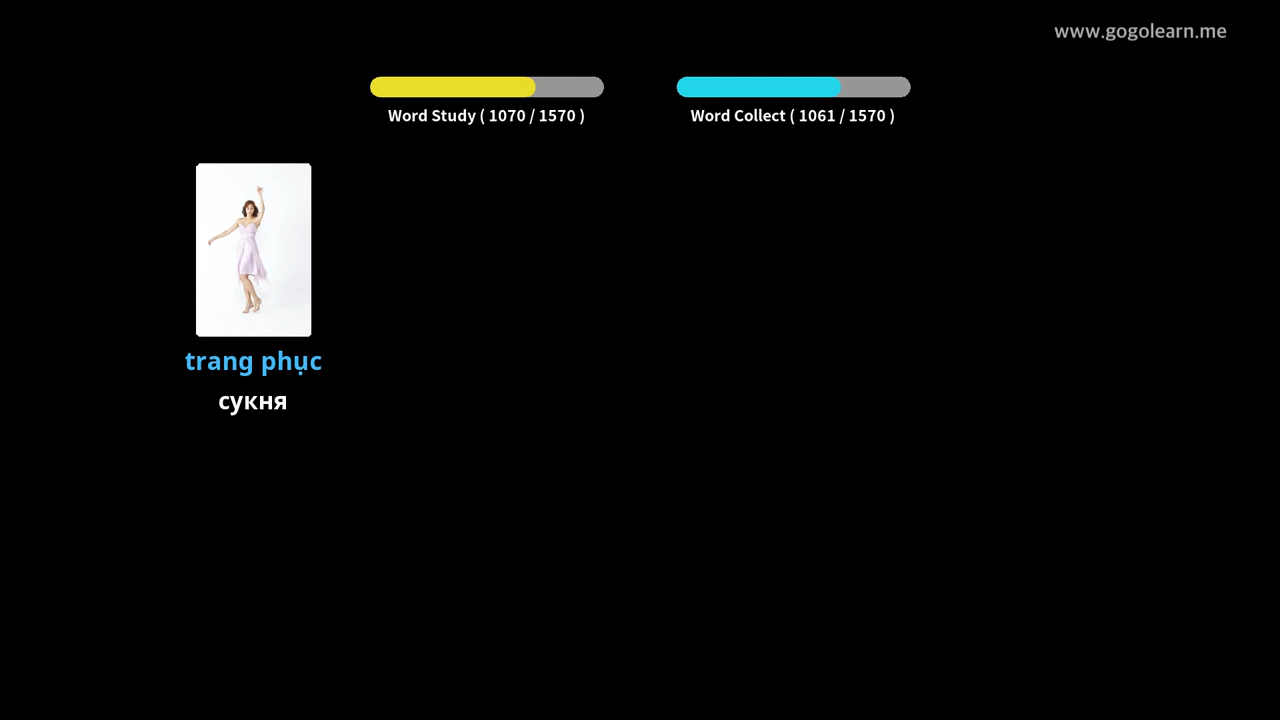 www.gogolearn.me
Word Study ( 1070 / 1570 )
Word Collect ( 1061 / 1570 )
trang phục
сукня